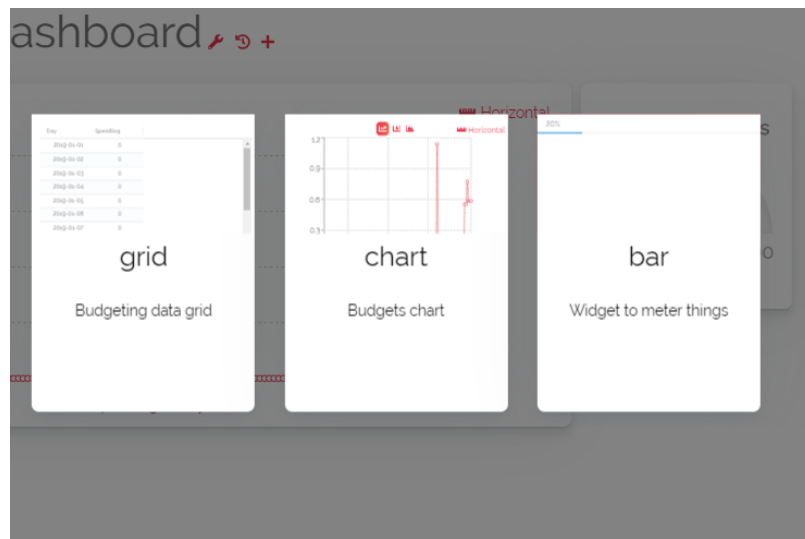 ashboard
Horizontal
s
0
Day Spending
2019-01-01 0
2019-01-02 0
2019-01-03 0
2019-01-04 0
2019-01-05 0
2019-01-06 0
2019-01-07 0
grid
Budgeting data grid
Horizontal
1.2
0.9
0.6
0.3
chart
Budgets chart
20%
bar
Widget to meter things